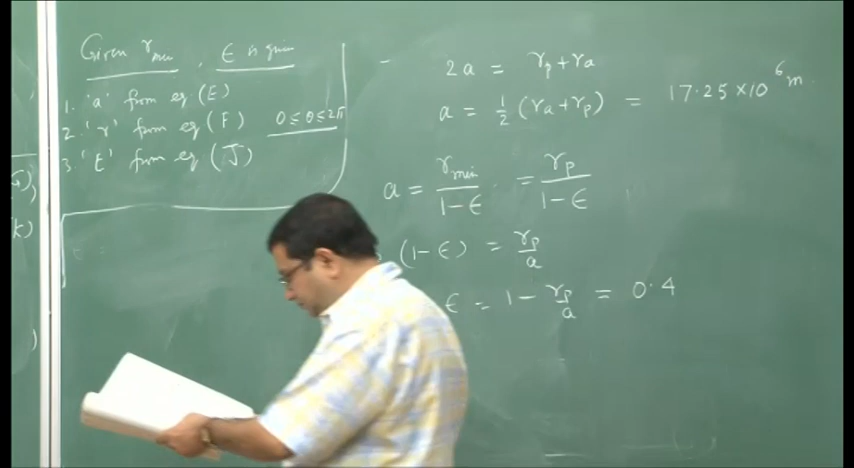 Given r_min , ε is given
1. 'a' from eq (E)
2. 'r' from eq (F) 0 ≤ θ ≤ 2π
3. 't' from eq (J)
k)
)
2a = r_p + r_a
a = 1/2 (r_a + r_p) = 17.25 × 10^6 m
a = r_min/(1-ε) = r_p/(1-ε)
(1-ε) = r_p/a
ε = 1 - r_p/a = 0.4